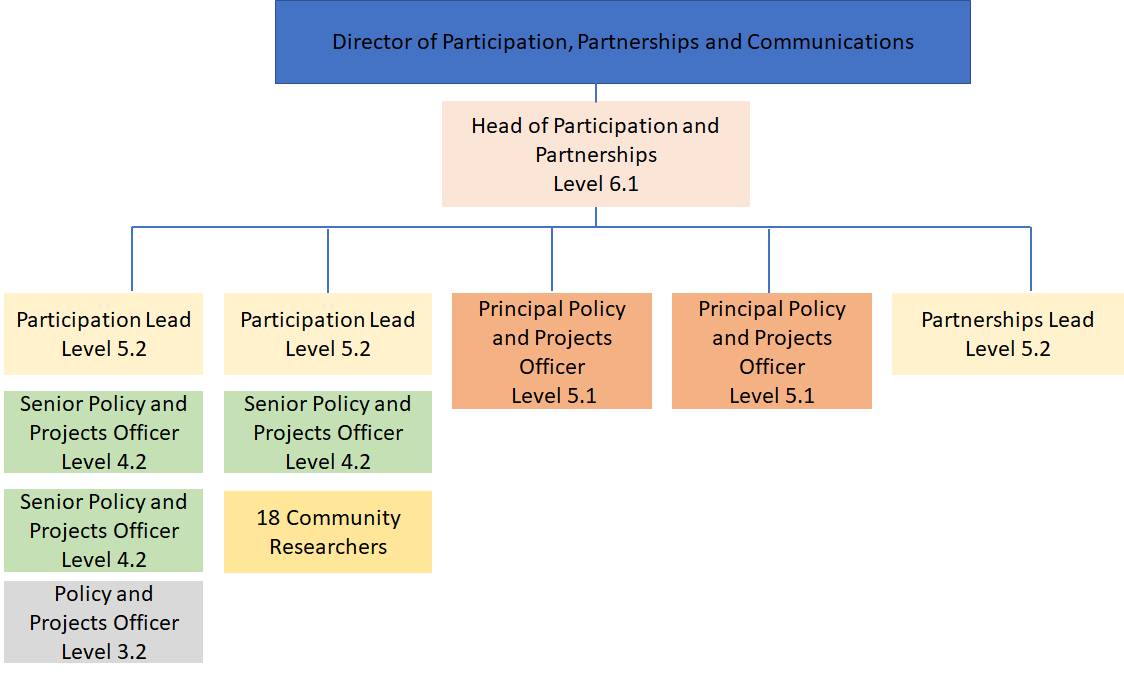 Director of Participation, Partnerships and Communications
Head of Participation and
Partnerships
Level 6.1
Participation Lead
Level 5.2
Senior Policy and
Projects Officer
Level 4.2
Senior Policy and
Projects Officer
Level 4.2
Policy and
Projects Officer
Level 3.2
Participation Lead
Level 5.2
Senior Policy and
Projects Officer
Level 4.2
18 Community
Researchers
Principal Policy
and Projects
Officer
Level 5.1
Principal Policy
and Projects
Officer
Level 5.1
Partnerships Lead
Level 5.2